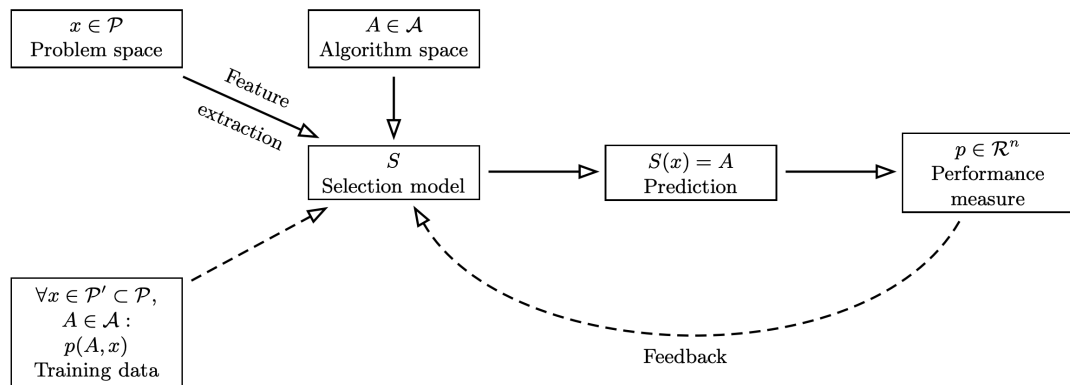 x ∈ 𝒫
Problem space
A ∈ 𝒜
Algorithm space
Feature
extraction
S
Selection model
S(x) = A
Prediction
p ∈ ℛⁿ
Performance
measure
∀x ∈ 𝒫′ ⊂ 𝒫,
A ∈ 𝒜 :
p(A, x)
Training data
Feedback